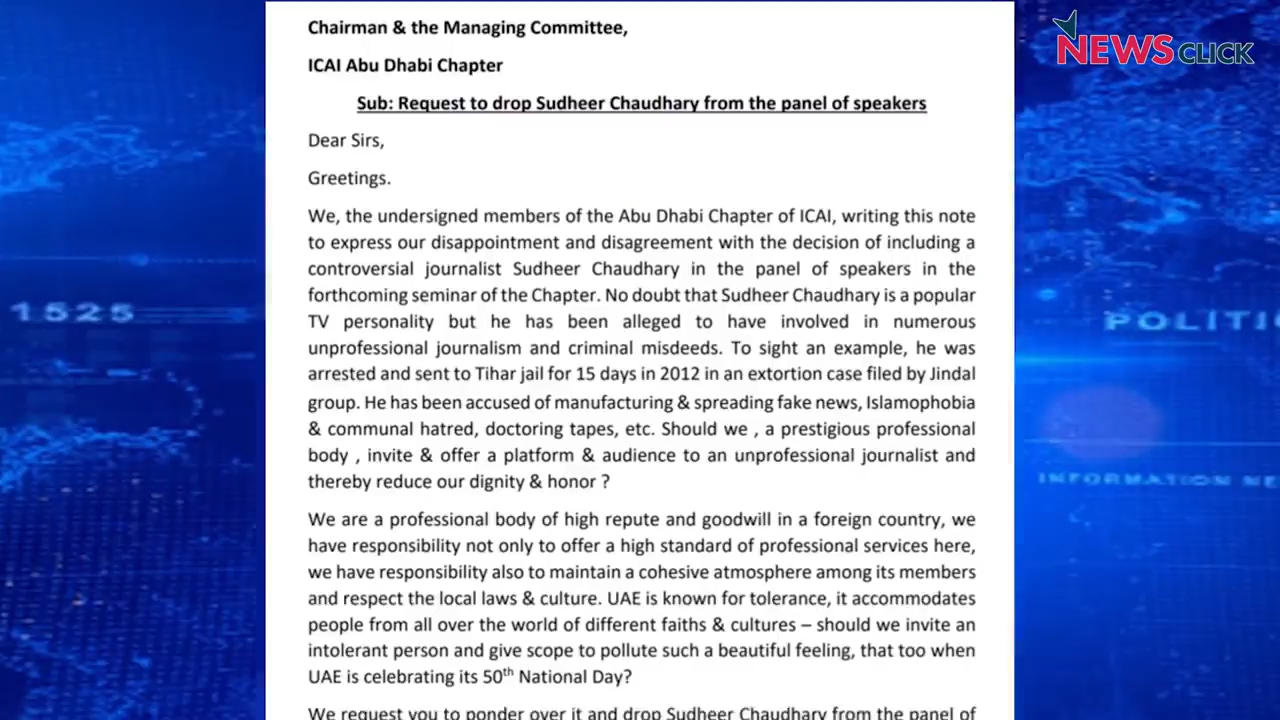 Chairman & the Managing Committee,
NEWS CLICK
ICAI Abu Dhabi Chapter
Sub: Request to drop Sudheer Chaudhary from the panel of speakers
Dear Sirs,
Greetings.
We, the undersigned members of the Abu Dhabi Chapter of ICAI, writing this note
to express our disappointment and disagreement with the decision of including a
controversial journalist Sudheer Chaudhary in the panel of speakers in the
forthcoming seminar of the Chapter. No doubt that Sudheer Chaudhary is a popular
TV personality but he has been alleged to have involved in numerous
unprofessional journalism and criminal misdeeds. To sight an example, he was
arrested and sent to Tihar jail for 15 days in 2012 in an extortion case filed by Jindal
group. He has been accused of manufacturing & spreading fake news, Islamophobia
& communal hatred, doctoring tapes, etc. Should we , a prestigious professional
body , invite & offer a platform & audience to an unprofessional journalist and
thereby reduce our dignity & honor ?
We are a professional body of high repute and goodwill in a foreign country, we
have responsibility not only to offer a high standard of professional services here,
we have responsibility also to maintain a cohesive atmosphere among its members
and respect the local laws & culture. UAE is known for tolerance, it accommodates
people from all over the world of different faiths & cultures – should we invite an
intolerant person and give scope to pollute such a beautiful feeling, that too when
UAE is celebrating its 50th National Day?
We request you to ponder over it and drop Sudheer Chaudhary from the panel of
1525
POLITI
INFORMATION NE